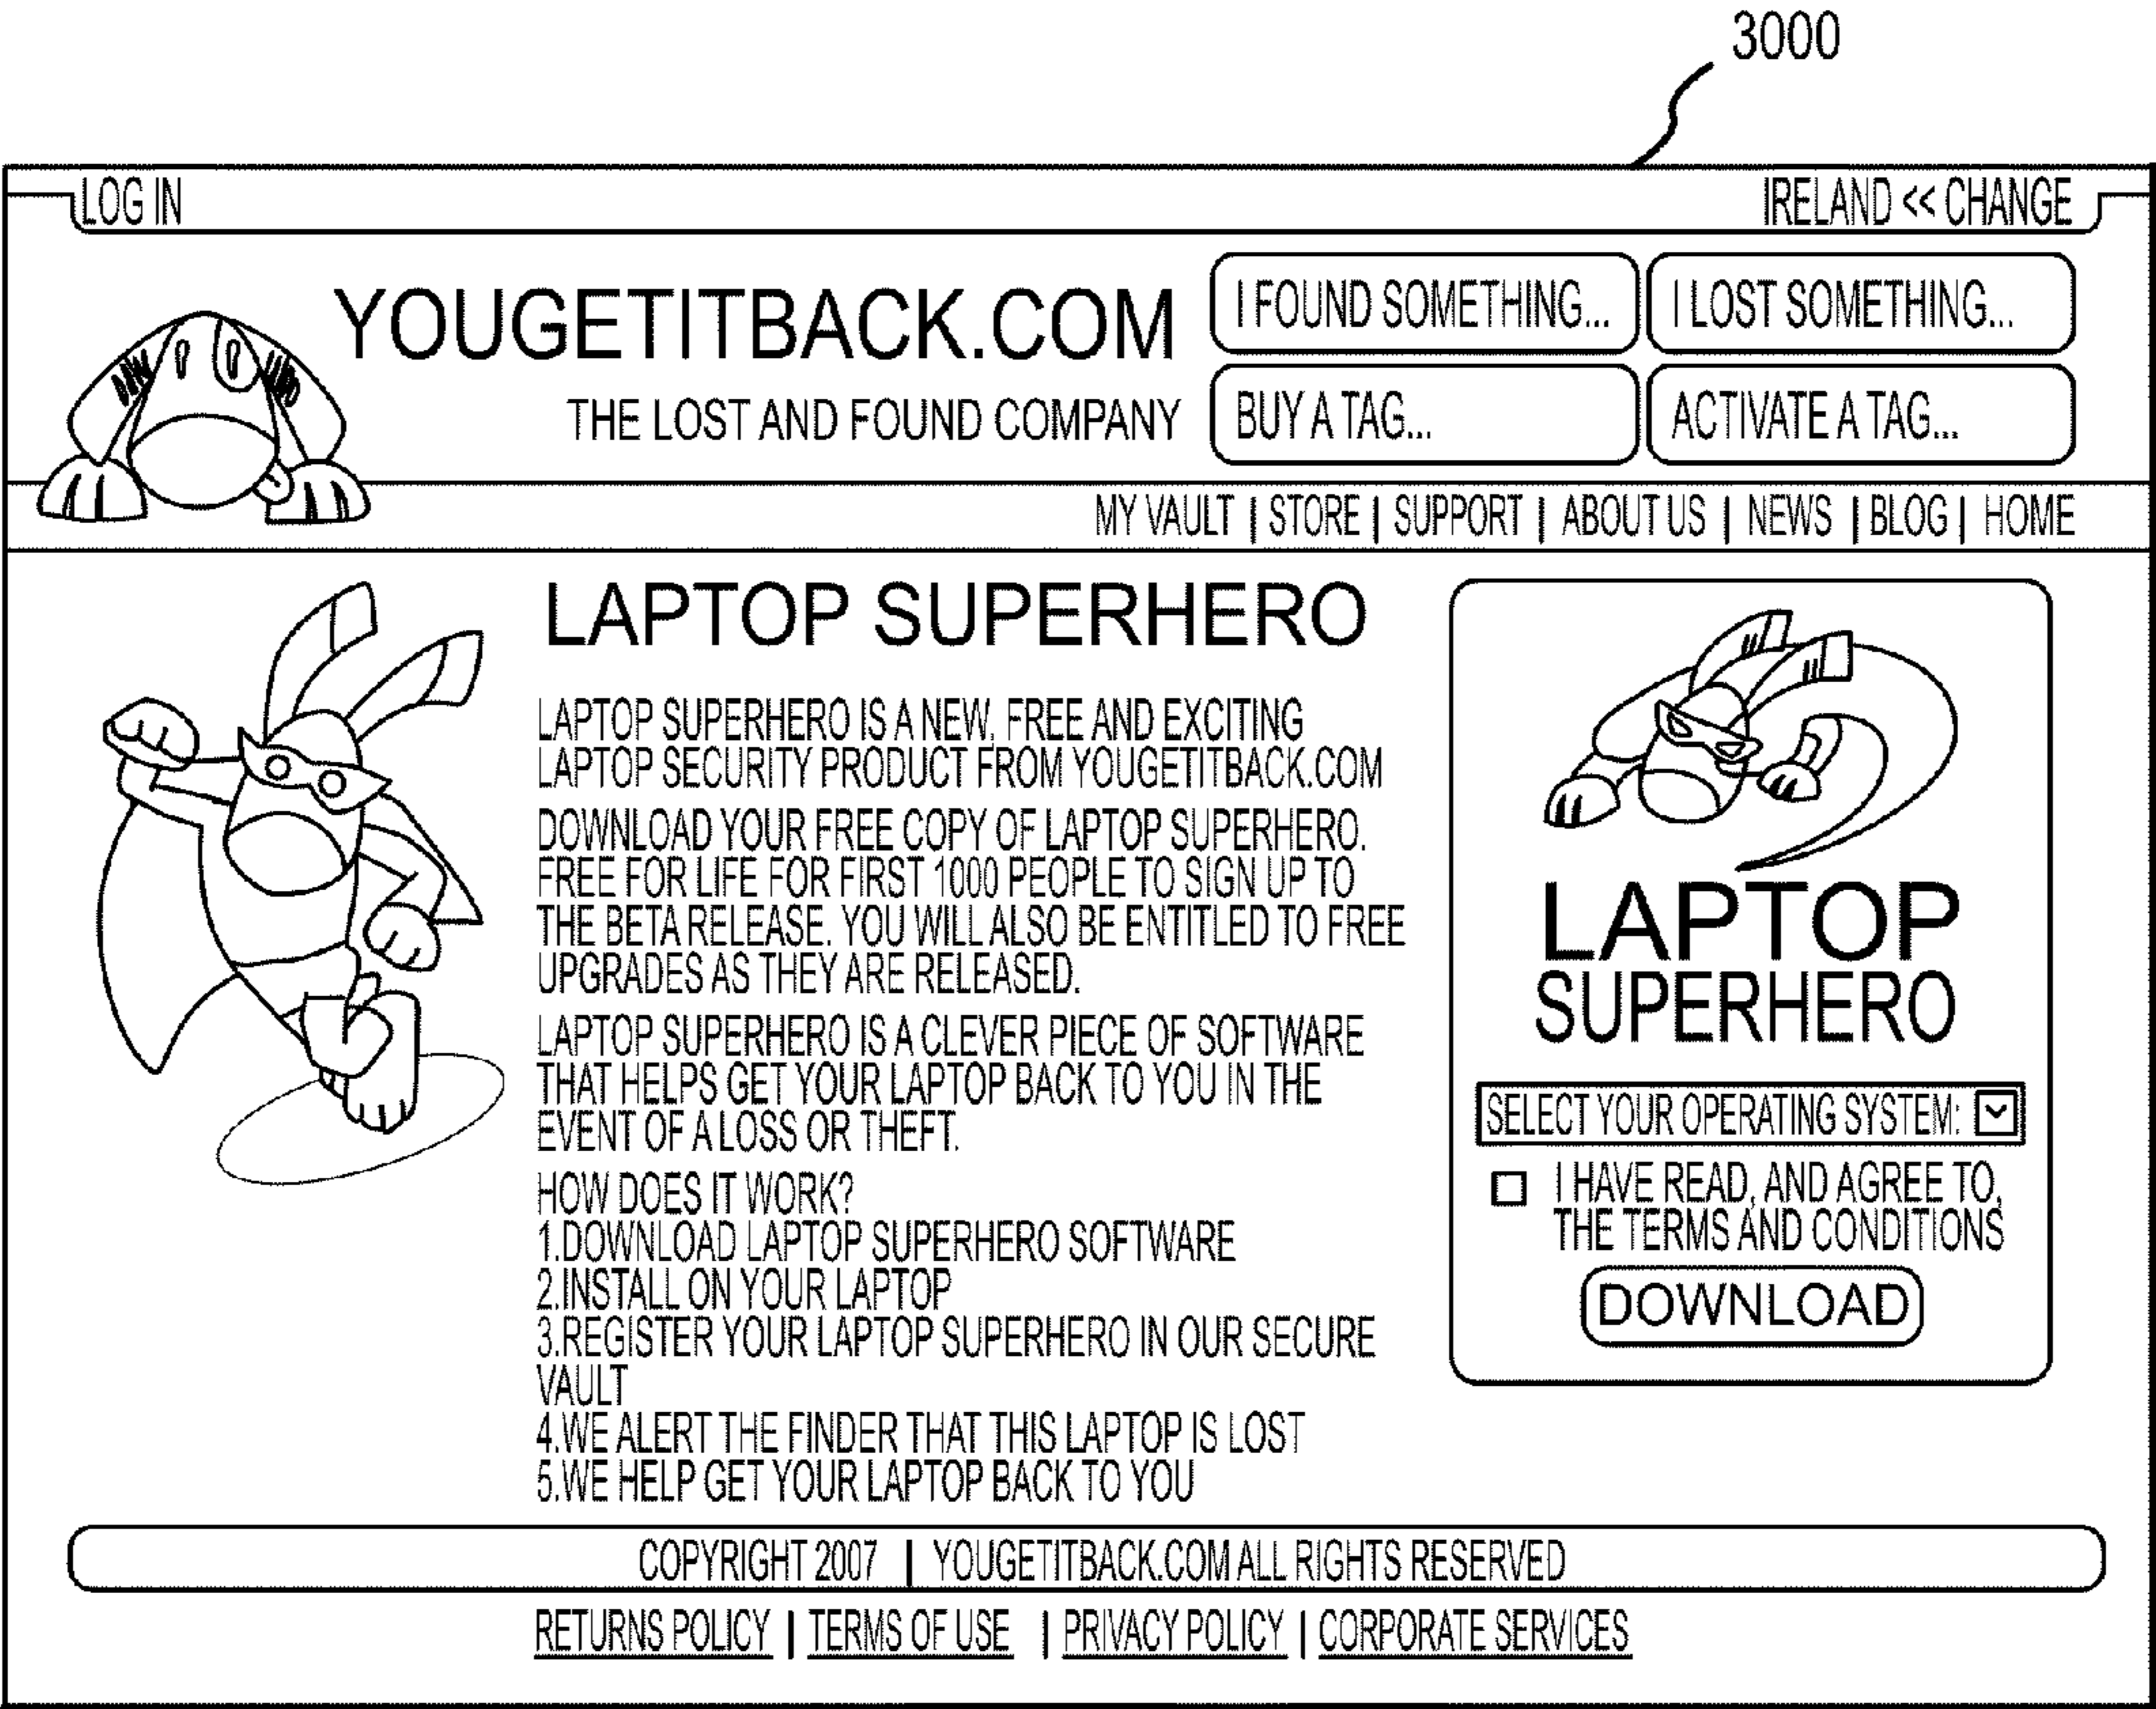 3000
LOG IN
IRELAND << CHANGE
YOUGETITBACK.COM
THE LOST AND FOUND COMPANY
I FOUND SOMETHING...
I LOST SOMETHING...
BUY A TAG...
ACTIVATE A TAG...
MY VAULT | STORE | SUPPORT | ABOUT US | NEWS | BLOG | HOME
LAPTOP SUPERHERO
LAPTOP SUPERHERO IS A NEW, FREE AND EXCITING
LAPTOP SECURITY PRODUCT FROM YOUGETITBACK.COM
DOWNLOAD YOUR FREE COPY OF LAPTOP SUPERHERO.
FREE FOR LIFE FOR FIRST 1000 PEOPLE TO SIGN UP TO
THE BETA RELEASE. YOU WILL ALSO BE ENTITLED TO FREE
UPGRADES AS THEY ARE RELEASED.
LAPTOP SUPERHERO IS A CLEVER PIECE OF SOFTWARE
THAT HELPS GET YOUR LAPTOP BACK TO YOU IN THE
EVENT OF A LOSS OR THEFT.
HOW DOES IT WORK?
1.DOWNLOAD LAPTOP SUPERHERO SOFTWARE
2.INSTALL ON YOUR LAPTOP
3.REGISTER YOUR LAPTOP SUPERHERO IN OUR SECURE
VAULT
4.WE ALERT THE FINDER THAT THIS LAPTOP IS LOST
5.WE HELP GET YOUR LAPTOP BACK TO YOU
LAPTOP
SUPERHERO
SELECT YOUR OPERATING SYSTEM:
I HAVE READ, AND AGREE TO,
THE TERMS AND CONDITIONS
DOWNLOAD
COPYRIGHT 2007 | YOUGETITBACK.COM ALL RIGHTS RESERVED
RETURNS POLICY | TERMS OF USE | PRIVACY POLICY | CORPORATE SERVICES